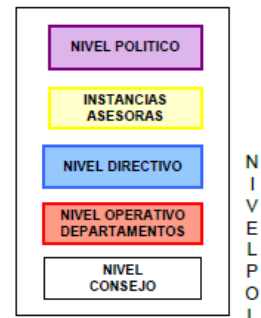 NIVEL POLITICO
INSTANCIAS
ASESORAS
NIVEL DIRECTIVO
NIVEL OPERATIVO
DEPARTAMENTOS
NIVEL
CONSEJO
N
I
V
E
L
P
O